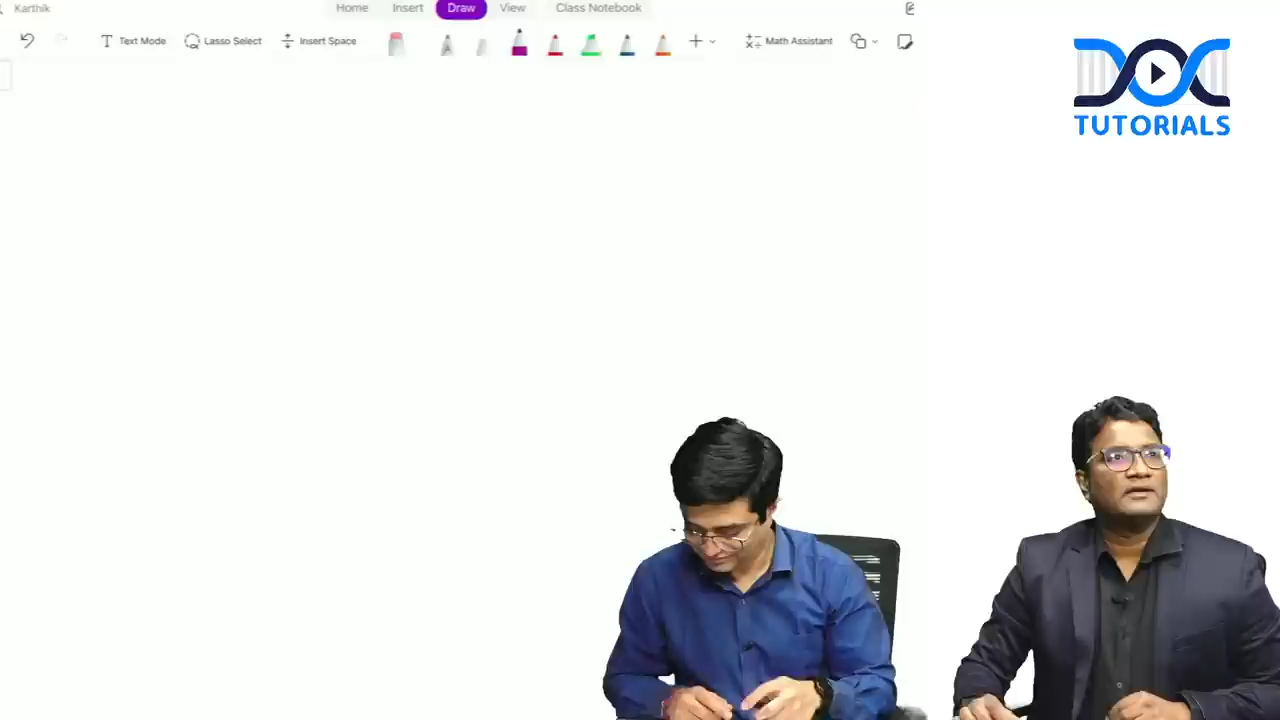 Karthik
Home Insert Draw View Class Notebook
Text Mode Lasso Select Insert Space Math Assistant
TUTORIALS